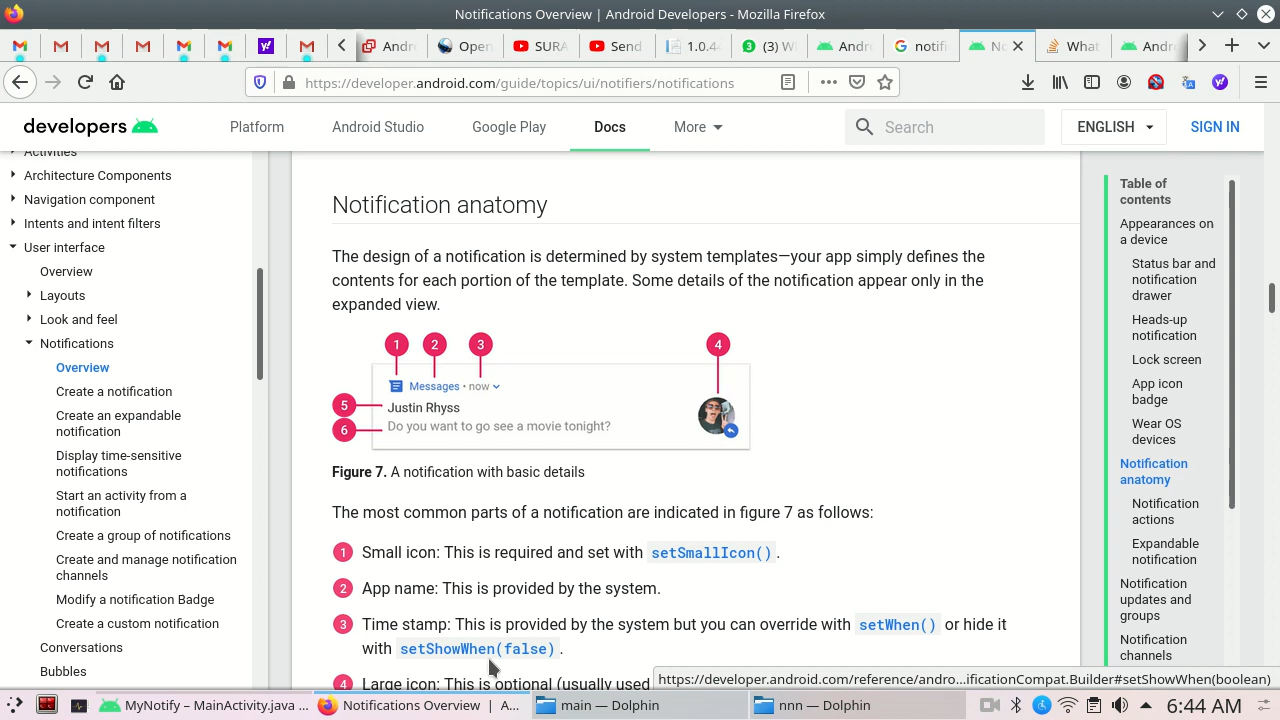 Notifications Overview | Android Developers - Mozilla Firefox
Andr
Open
SURA
Send
1.0.4
(3) W
Andr
notifi
No
What
Andr
https://developer.android.com/guide/topics/ui/notifiers/notifications
developers
Platform
Android Studio
Google Play
Docs
More
Search
ENGLISH
SIGN IN
Activities
Architecture Components
Navigation component
Intents and intent filters
User interface
Overview
Layouts
Look and feel
Notifications
Overview
Create a notification
Create an expandable
notification
Display time-sensitive
notifications
Start an activity from a
notification
Create a group of notifications
Create and manage notification
channels
Modify a notification Badge
Create a custom notification
Conversations
Bubbles
Notification anatomy
The design of a notification is determined by system templates—your app simply defines the
contents for each portion of the template. Some details of the notification appear only in the
expanded view.
1 2 3 4
Messages • now
5 Justin Rhyss
6 Do you want to go see a movie tonight?
Figure 7. A notification with basic details
The most common parts of a notification are indicated in figure 7 as follows:
1 Small icon: This is required and set with setSmallIcon().
2 App name: This is provided by the system.
3 Time stamp: This is provided by the system but you can override with setWhen() or hide it
with setShowWhen(false).
4 Large icon: This is optional (usually used
Table of
contents
Appearances on
a device
Status bar and
notification
drawer
Heads-up
notification
Lock screen
App icon
badge
Wear OS
devices
Notification
anatomy
Notification
actions
Expandable
notification
Notification
updates and
groups
Notification
channels
https://developer.android.com/reference/andro...ificationCompat.Builder#setShowWhen(boolean)
MyNotify – MainActivity.java ...
Notifications Overview | A...
main — Dolphin
nnr — Dolphin
6:44 AM